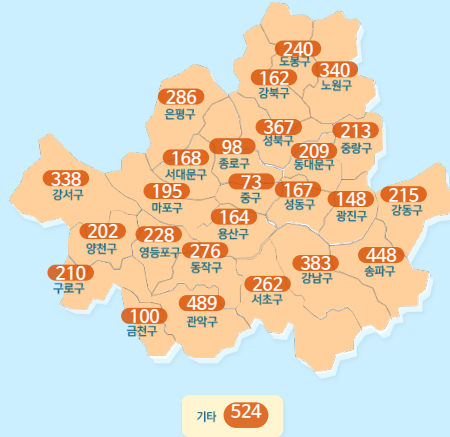 240
도봉구
340
노원구
162
강북구
286
은평구
367
성북구
213
중랑구
98
종로구
209
동대문구
168
서대문구
338
강서구
195
마포구
73
중구
167
성동구
148
광진구
215
강동구
164
용산구
202
양천구
228
영등포구
276
동작구
448
송파구
383
강남구
210
구로구
262
서초구
489
관악구
100
금천구
기타 524